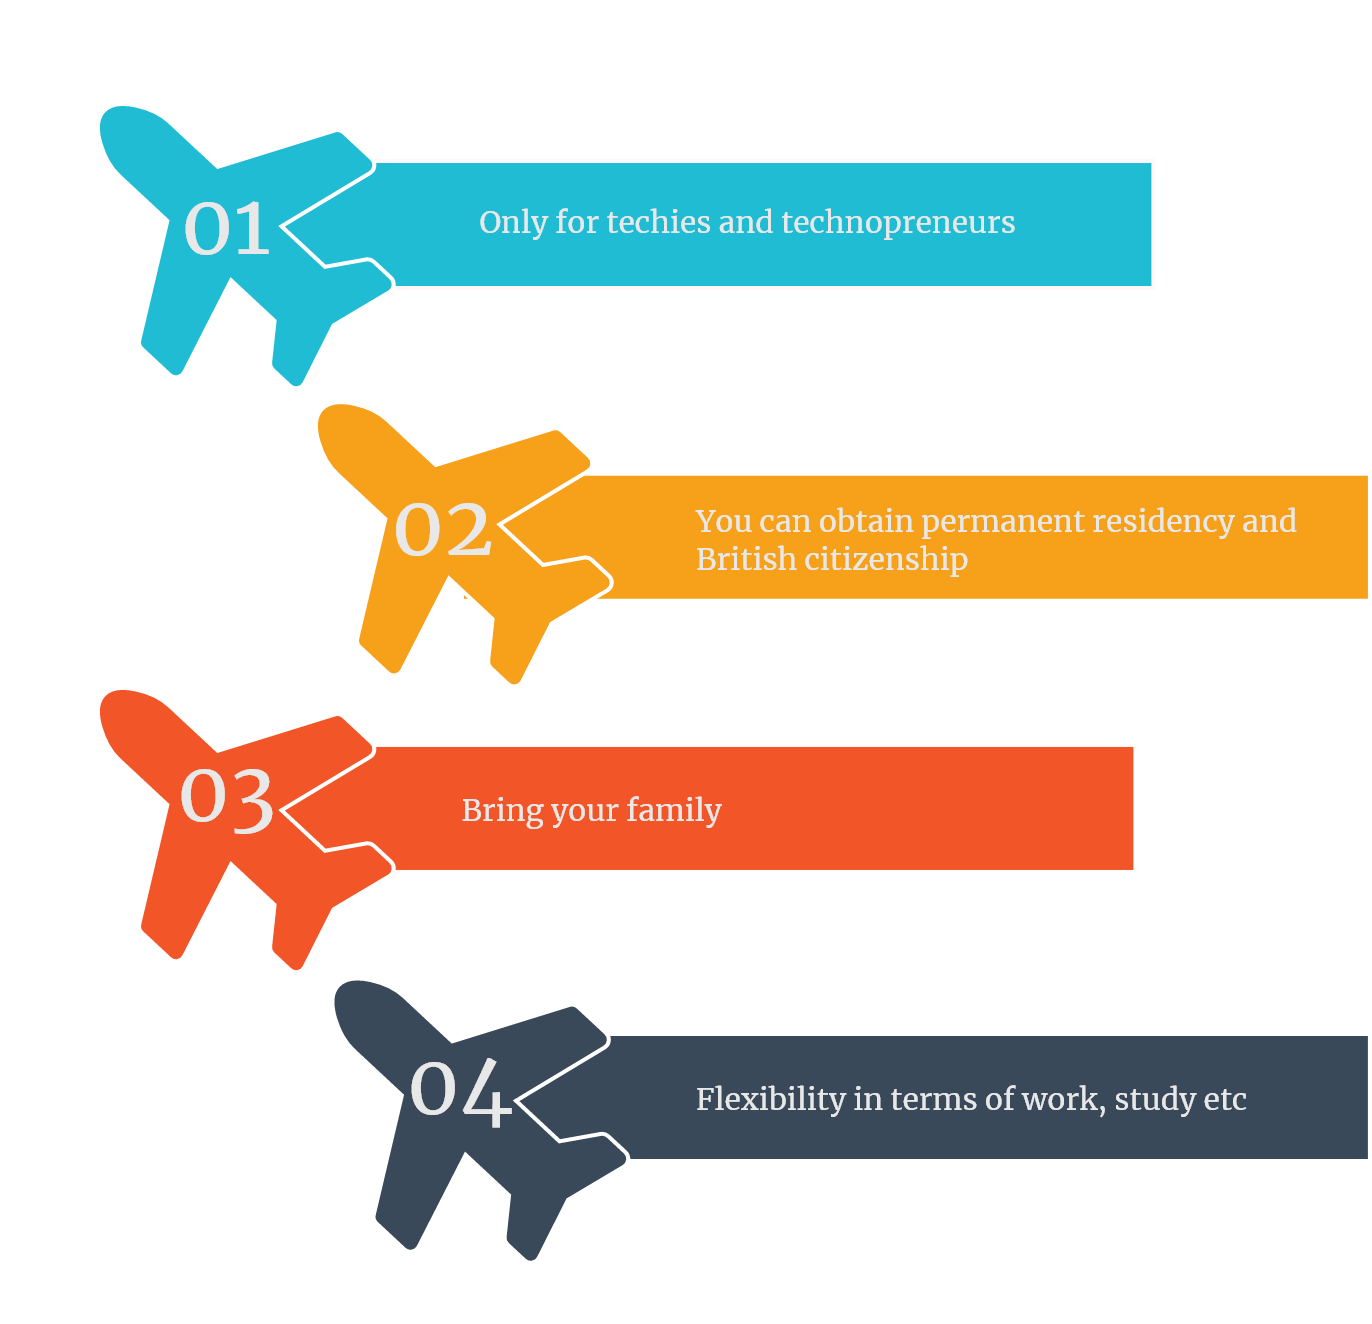 01
Only for techies and technopreneurs
02
You can obtain permanent residency and
British citizenship
03
Bring your family
04
Flexibility in terms of work, study etc